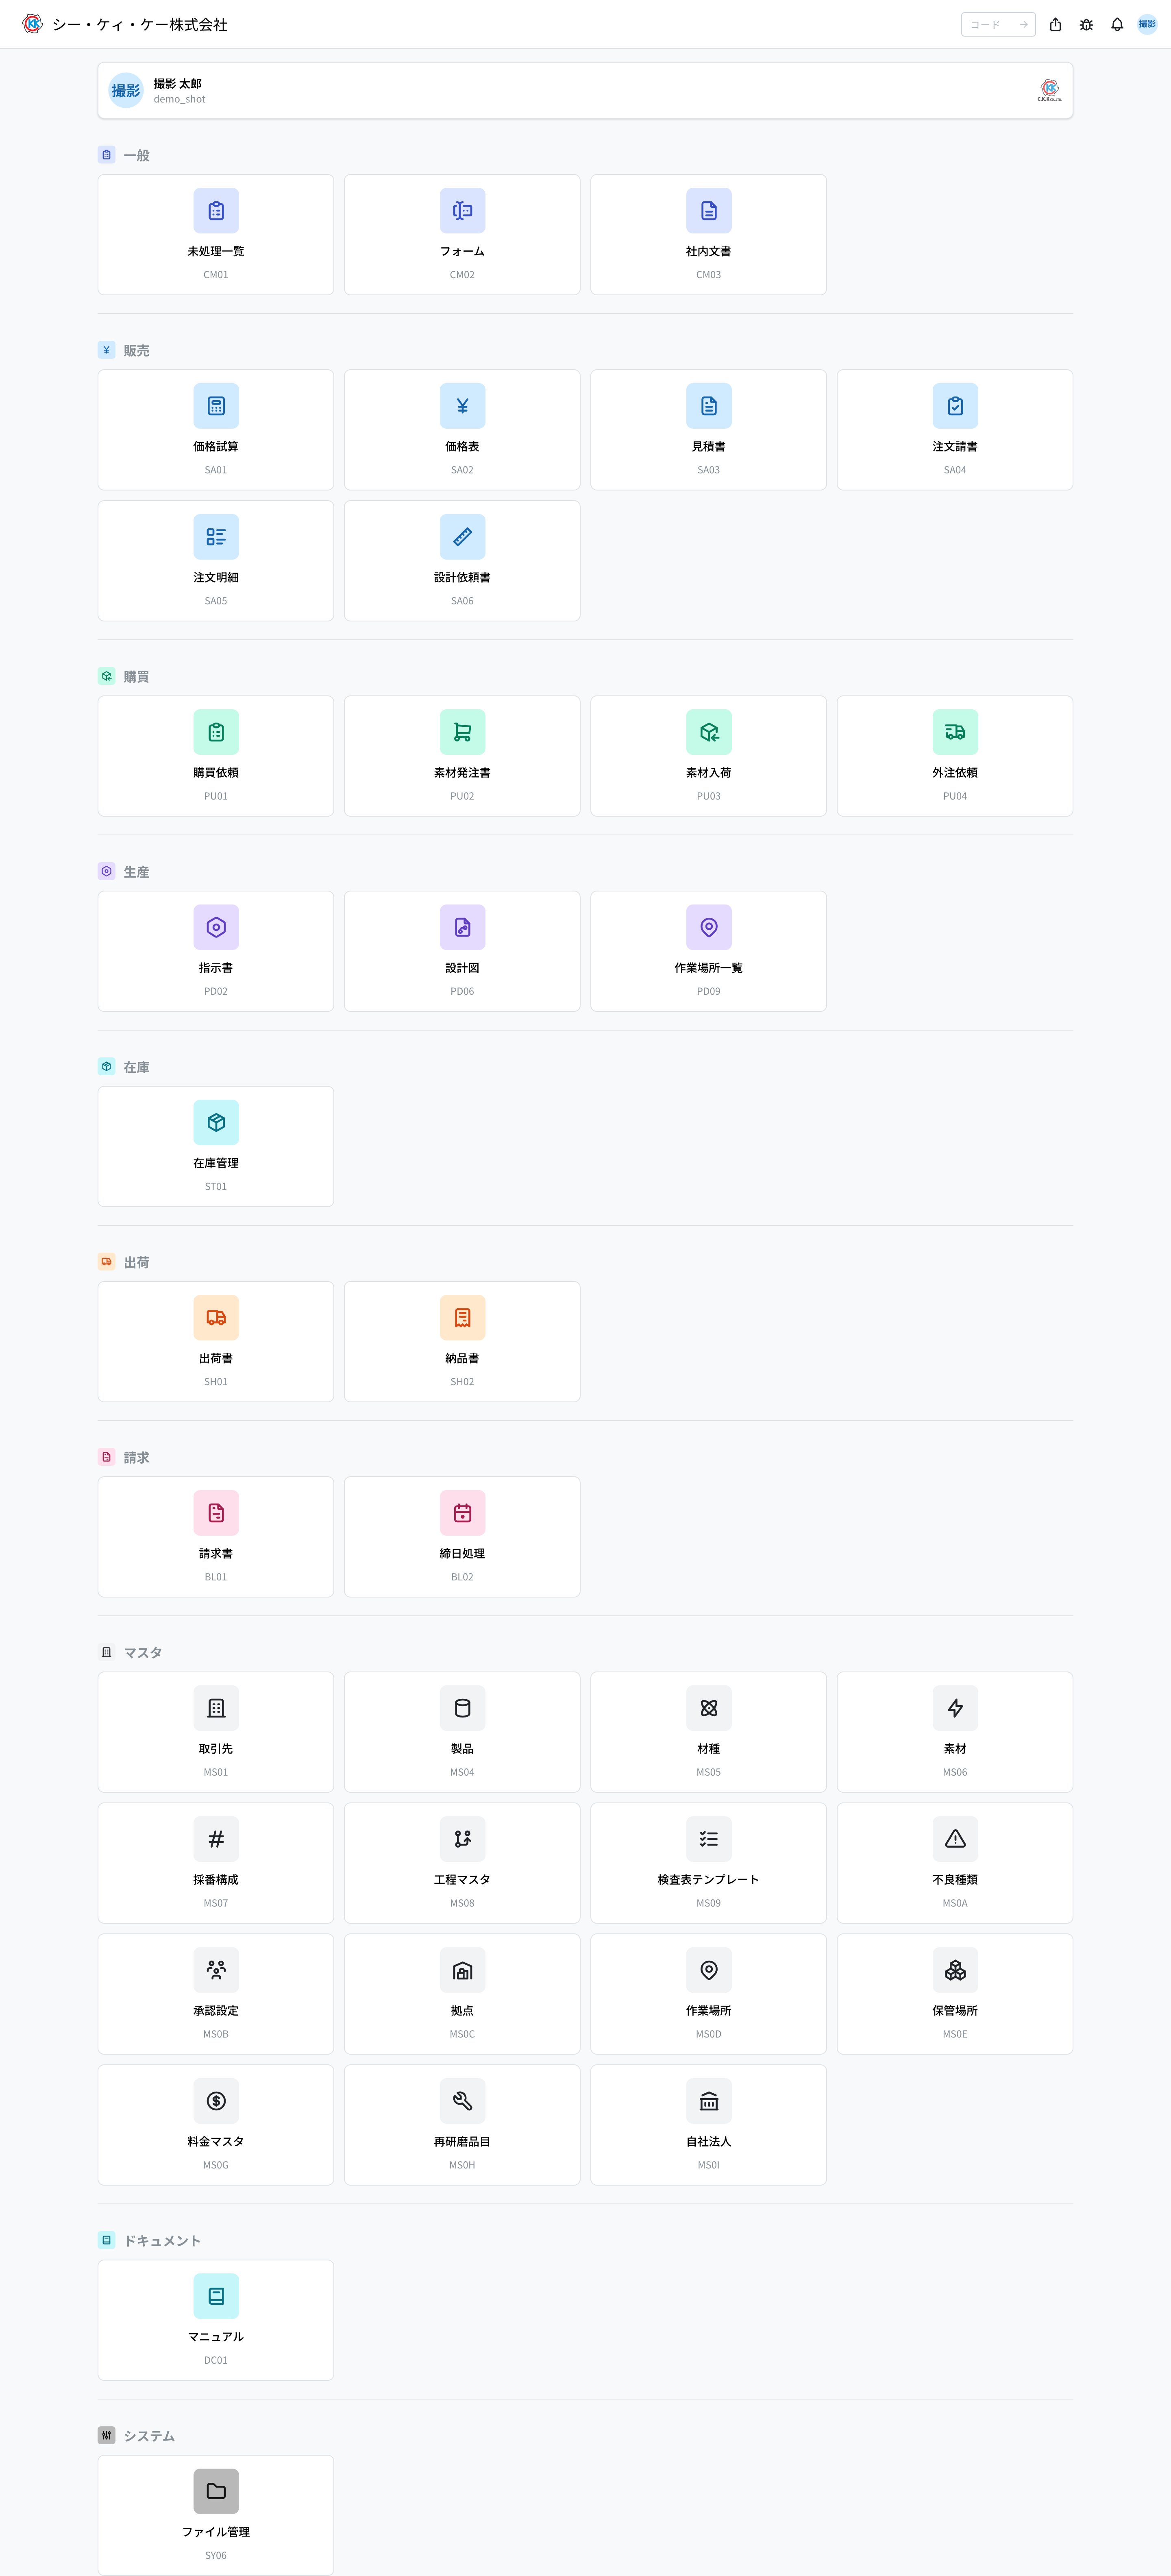 シー・ケィ・ケー株式会社
コード
撮影
撮影
撮影 太郎
demo_shot
C.K.K
一般
未処理一覧
CM01
フォーム
CM02
社内文書
CM03
販売
価格試算
SA01
価格表
SA02
見積書
SA03
注文請書
SA04
注文明細
SA05
設計依頼書
SA06
購買
購買依頼
PU01
素材発注書
PU02
素材入荷
PU03
外注依頼
PU04
生産
指示書
PD02
設計図
PD06
作業場所一覧
PD09
在庫
在庫管理
ST01
出荷
出荷書
SH01
納品書
SH02
請求
請求書
BL01
締日処理
BL02
マスタ
取引先
MS01
製品
MS04
材種
MS05
素材
MS06
採番構成
MS07
工程マスタ
MS08
検査表テンプレート
MS09
不良種類
MS0A
承認設定
MS0B
拠点
MS0C
作業場所
MS0D
保管場所
MS0E
料金マスタ
MS0G
再研磨品目
MS0H
自社法人
MS0I
ドキュメント
マニュアル
DC01
システム
ファイル管理
SY06